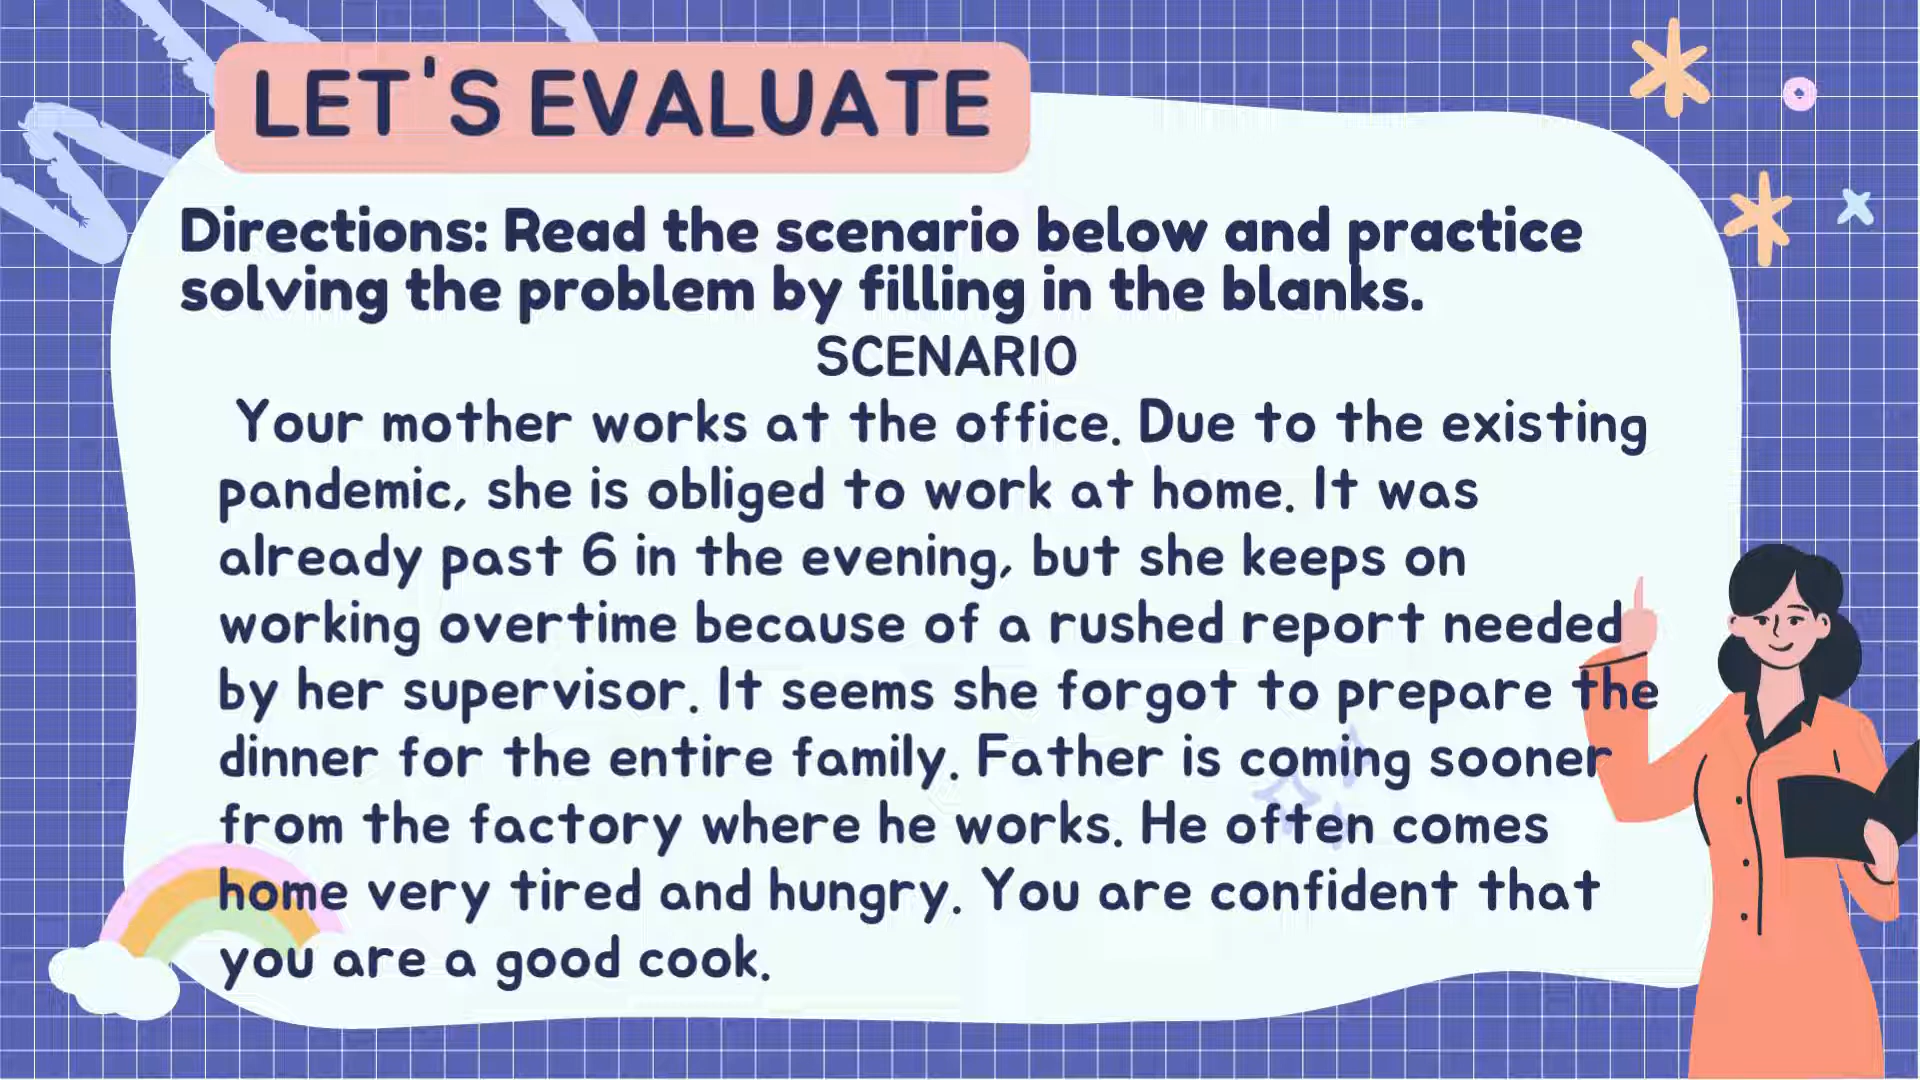 LET'S EVALUATE
Directions: Read the scenario below and practice
solving the problem by filling in the blanks.
SCENARIO
Your mother works at the office. Due to the existing
pandemic, she is obliged to work at home. It was
already past 6 in the evening, but she keeps on
working overtime because of a rushed report needed
by her supervisor. It seems she forgot to prepare the
dinner for the entire family. Father is coming sooner
from the factory where he works. He often comes
home very tired and hungry. You are confident that
you are a good cook.